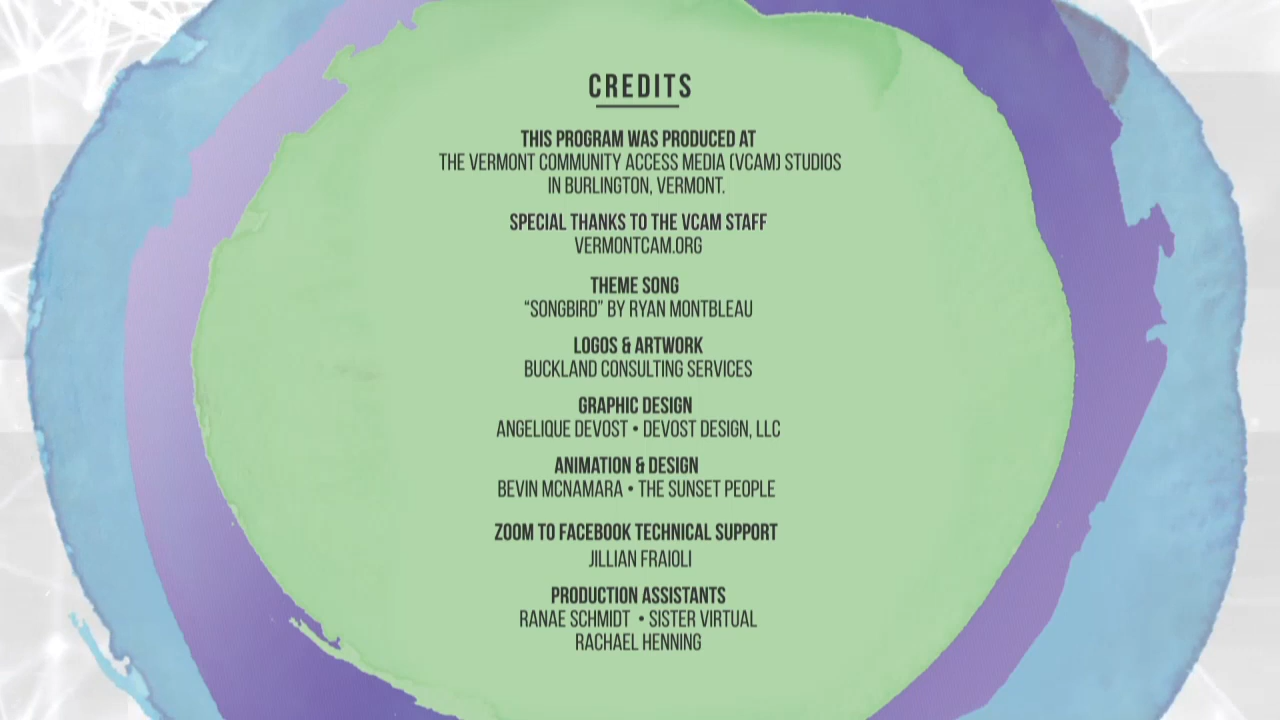 CREDITS
THIS PROGRAM WAS PRODUCED AT
THE VERMONT COMMUNITY ACCESS MEDIA (VCAM) STUDIOS
IN BURLINGTON, VERMONT.
SPECIAL THANKS TO THE VCAM STAFF
VERMONTCAM.ORG
THEME SONG
“SONGBIRD” BY RYAN MONTBLEAU
LOGOS & ARTWORK
BUCKLAND CONSULTING SERVICES
GRAPHIC DESIGN
ANGELIQUE DEVOST • DEVOST DESIGN, LLC
ANIMATION & DESIGN
BEVIN MCNAMARA • THE SUNSET PEOPLE
ZOOM TO FACEBOOK TECHNICAL SUPPORT
JILLIAN FRAIOLI
PRODUCTION ASSISTANTS
RANAE SCHMIDT • SISTER VIRTUAL
RACHAEL HENNING